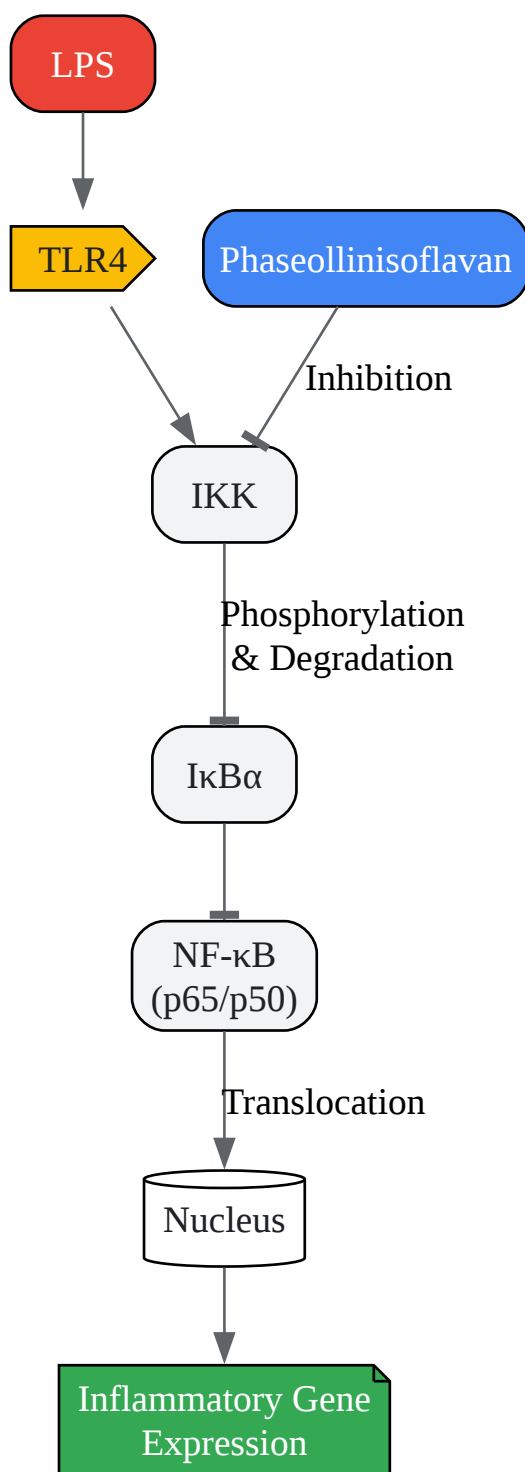 LPS
TLR4
Phaseollinisoflavan
Inhibition
IKK
Phosphorylation
& Degradation
IκBα
NF-κB
(p65/p50)
Translocation
Nucleus
Inflammatory Gene
Expression